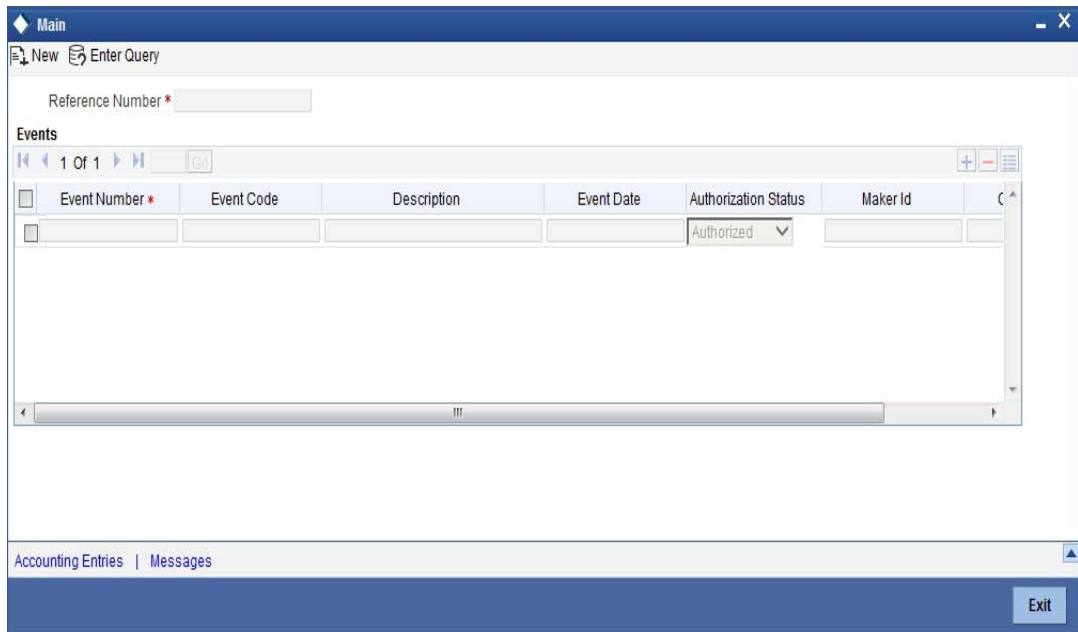 Main
New Enter Query
Reference Number *
Events
1 Of 1 Go
Event Number * Event Code Description Event Date Authorization Status Maker Id
Authorized
Accounting Entries | Messages
Exit